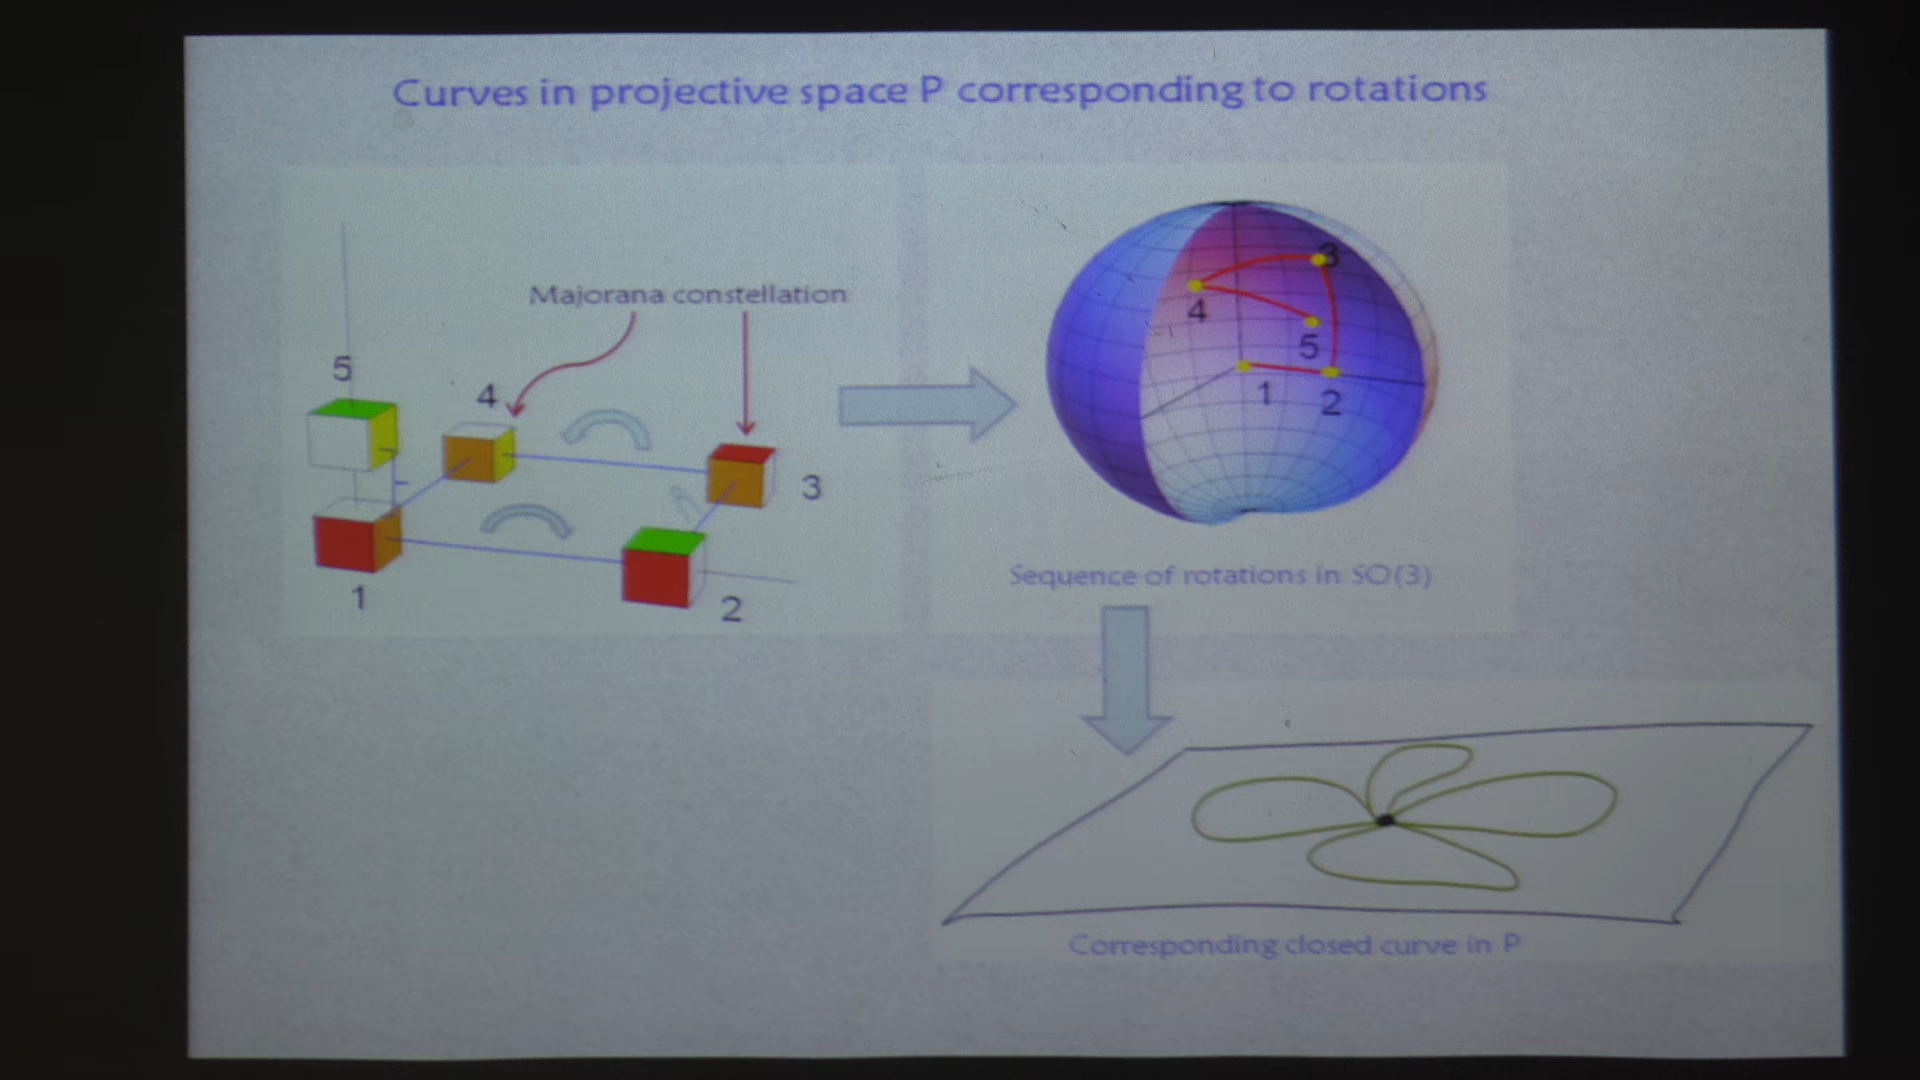 Curves in projective space P corresponding to rotations
Majorana constellation
5
4
3
1
2
3
4
5
1
2
Sequence of rotations in SO(3)
Corresponding closed curve in P